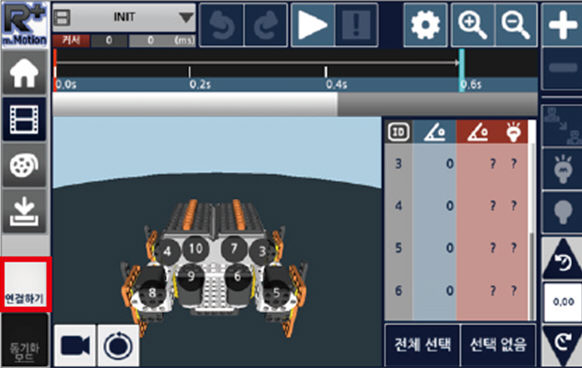 R+
m.Motion
INIT
커서 0 0 (ms)
0.0s 0.2s 0.4s 0.6s
ID
3 0 ? ?
4 0 ? ?
5 0 ? ?
6 0 ? ?
4 10 7 3
9 6
8 5
연결하기
0,00
동기화
모드
전체 선택 선택 없음